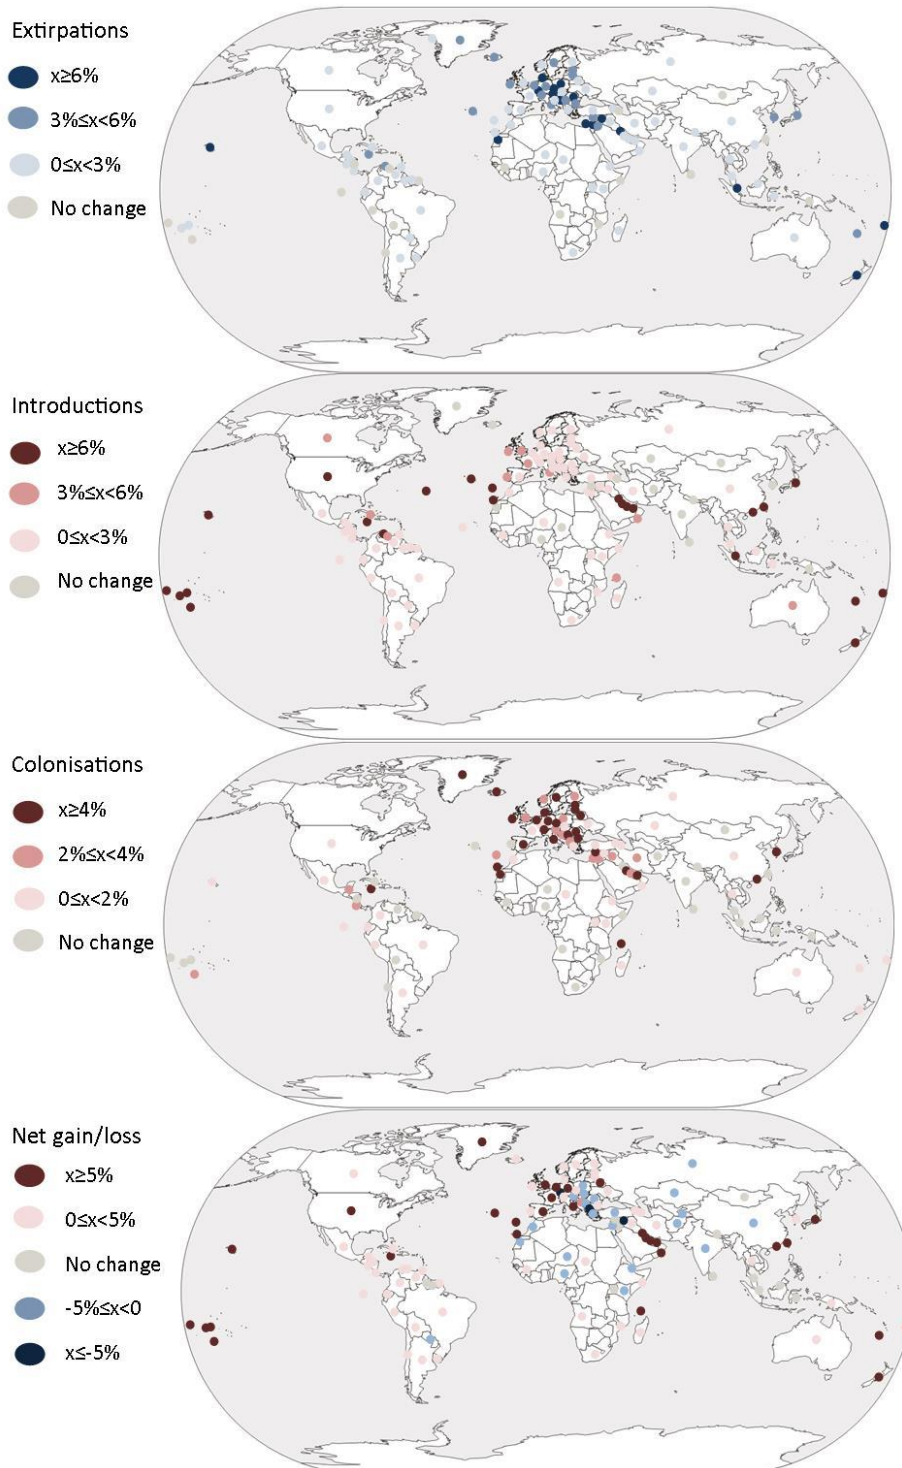 Extirpations
x≥6%
3%≤x<6%
0≤x<3%
No change
Introductions
x≥6%
3%≤x<6%
0≤x<3%
No change
Colonisations
x≥4%
2%≤x<4%
0≤x<2%
No change
Net gain/loss
x≥5%
0≤x<5%
No change
-5%≤x<0
x≤-5%